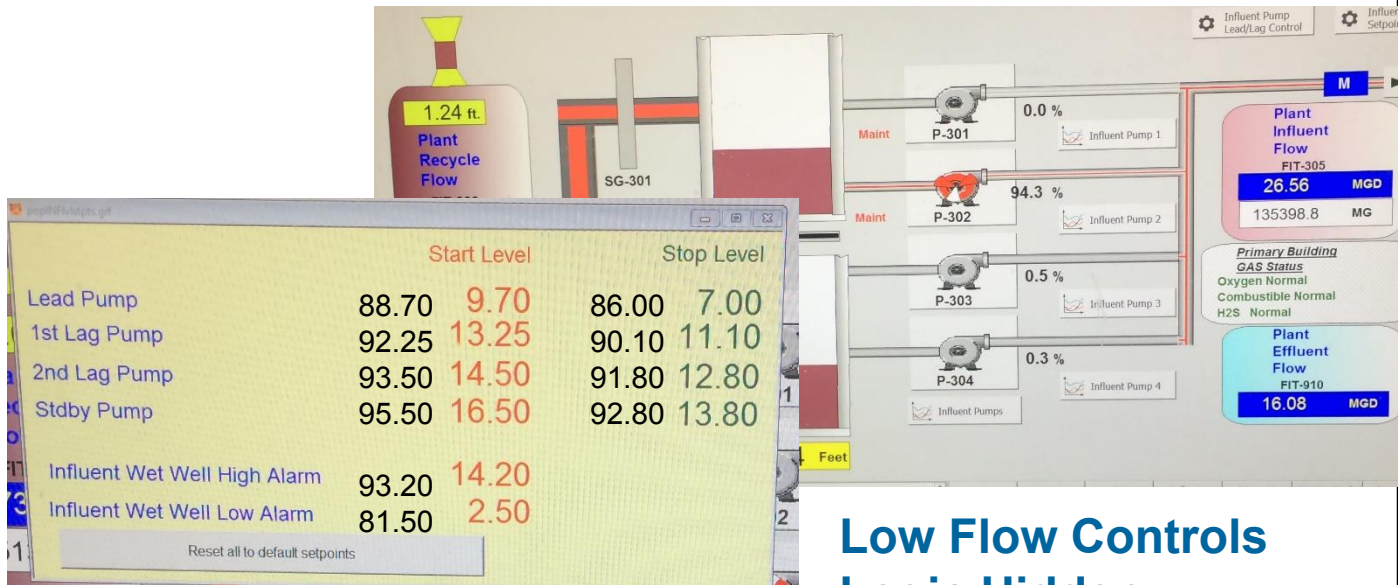 Influent Pump
Lead/Lag Control
1.24 ft.
Plant
Recycle
Flow
SG-301
Maint
P-301
0.0 %
Influent Pump 1
Maint
P-302
94.3 %
Influent Pump 2
P-303
0.5 %
Influent Pump 3
P-304
0.3 %
Influent Pump 4
Influent Pumps
Feet
M
Plant
Influent
Flow
FIT-305
26.56 MGD
135398.8 MG
Primary Building
GAS Status
Oxygen Normal
Combustible Normal
H2S Normal
Plant
Effluent
Flow
FIT-910
16.08 MGD
Start Level Stop Level
Lead Pump 88.70 9.70 86.00 7.00
1st Lag Pump 92.25 13.25 90.10 11.10
2nd Lag Pump 93.50 14.50 91.80 12.80
Stdby Pump 95.50 16.50 92.80 13.80
Influent Wet Well High Alarm 93.20 14.20
Influent Wet Well Low Alarm 81.50 2.50
Reset all to default setpoints
Low Flow Controls